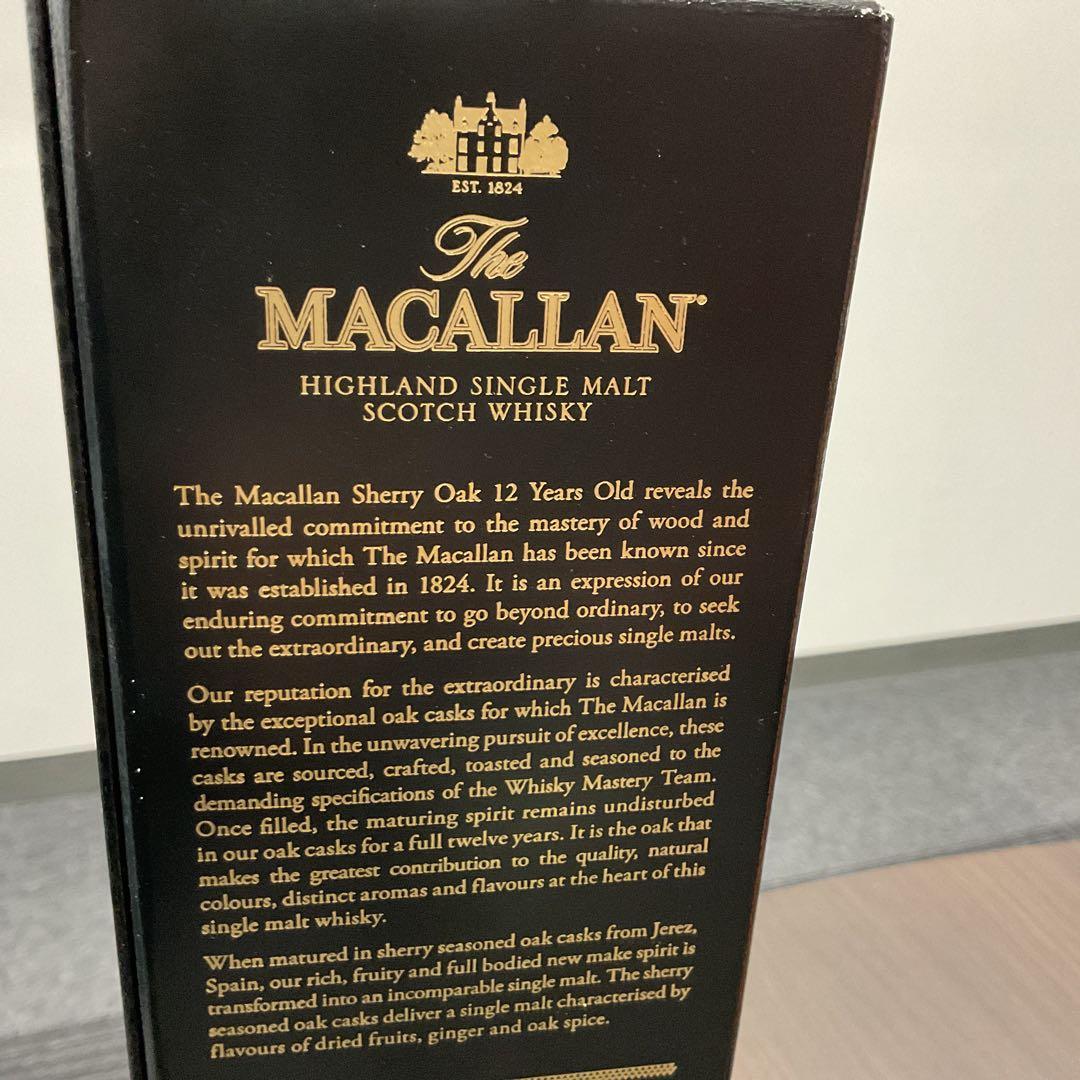 EST. 1824
The
MACALLAN
HIGHLAND SINGLE MALT
SCOTCH WHISKY
The Macallan Sherry Oak 12 Years Old reveals the
unrivalled commitment to the mastery of wood and
spirit for which The Macallan has been known since
it was established in 1824. It is an expression of our
enduring commitment to go beyond ordinary, to seek
out the extraordinary, and create precious single malts.
Our reputation for the extraordinary is characterised
by the exceptional oak casks for which The Macallan is
renowned. In the unwavering pursuit of excellence, these
casks are sourced, crafted, toasted and seasoned to the
demanding specifications of the Whisky Mastery Team.
Once filled, the maturing spirit remains undisturbed
in our oak casks for a full twelve years. It is the oak that
makes the greatest contribution to the quality, natural
colours, distinct aromas and flavours at the heart of this
single malt whisky.
When matured in sherry seasoned oak casks from Jerez,
Spain, our rich, fruity and full bodied new make spirit is
transformed into an incomparable single malt. The sherry
seasoned oak casks deliver a single malt characterised by
flavours of dried fruits, ginger and oak spice.